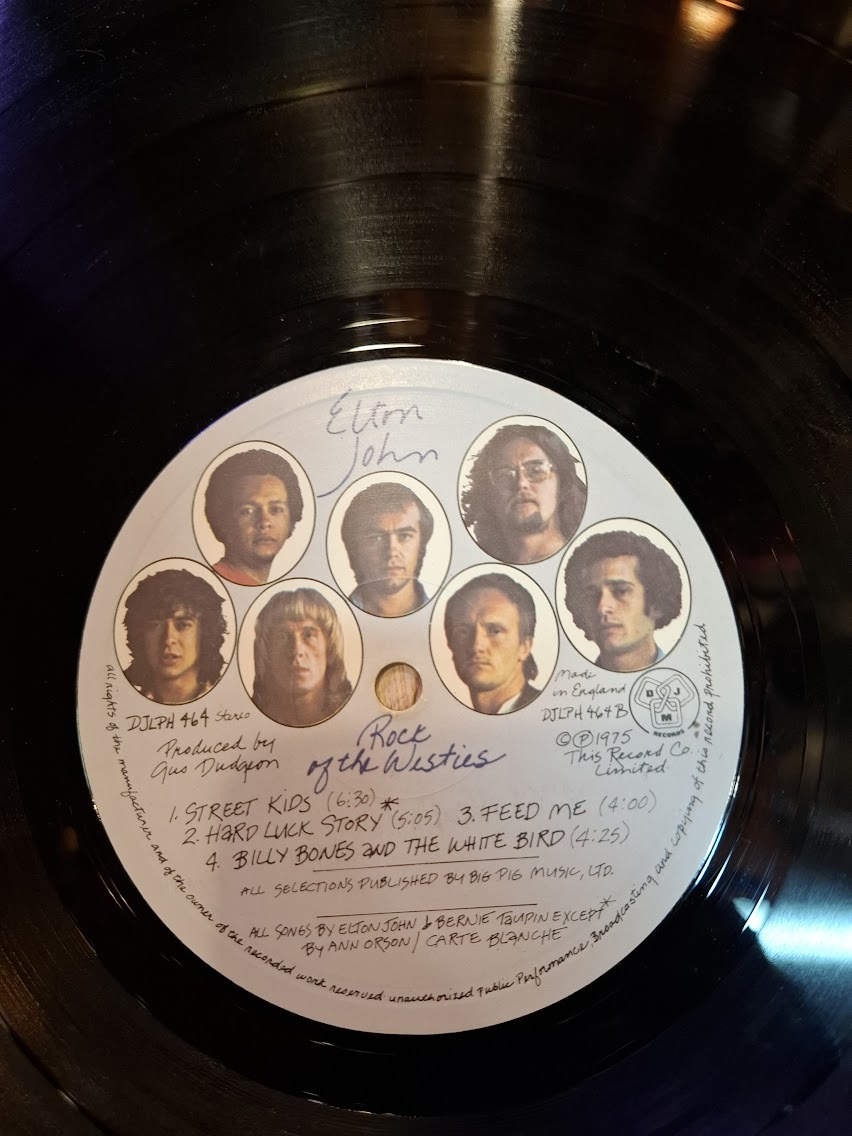 Elton
John
DJLPH 464 Stereo
Produced by
Gus Dudgeon
Made
in England
DJLPH 464 B
D J
M
RECORDS
©℗1975
This Record Co.
Limited.
Rock
of the Westies
1. STREET KIDS (6:30)
2. HARD LUCK STORY* (5:05) 3. FEED ME (4:00)
4. BILLY BONES AND THE WHITE BIRD (4:25)
ALL SELECTIONS PUBLISHED BY BIG PIG MUSIC, LTD.
ALL SONGS BY ELTON JOHN & BERNIE TAUPIN EXCEPT*
BY ANN ORSON / CARTE BLANCHE
all rights of the manufacturer and of the owner of the recorded work reserved. unauthorized Public Performance, Broadcasting and copying of this record prohibited